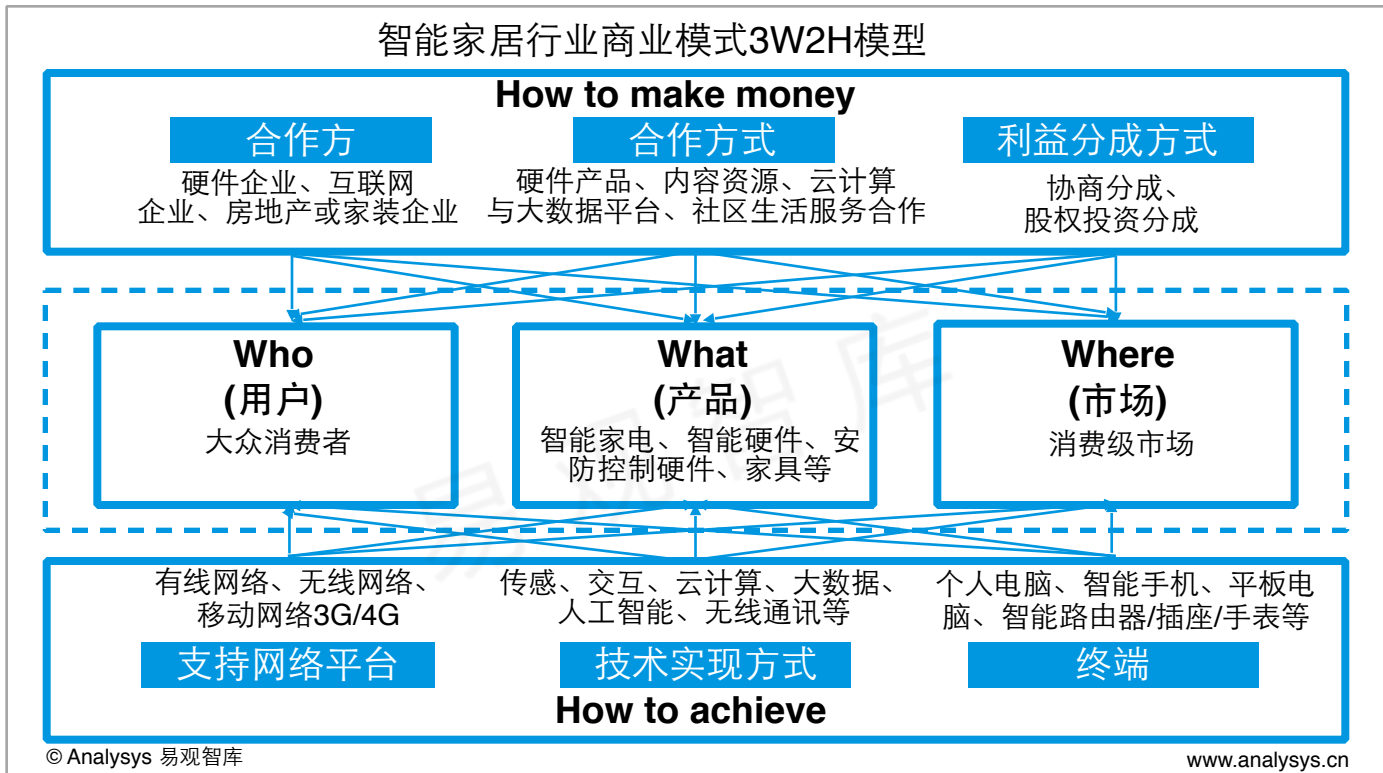 智能家居行业商业模式3W2H模型
How to make money
合作方
硬件企业、互联网
企业、房地产或家装企业
合作方式
硬件产品、内容资源、云计算
与大数据平台、社区生活服务合作
利益分成方式
协商分成、
股权投资分成
Who
(用户)
大众消费者
What
(产品)
智能家电、智能硬件、安
防控制硬件、家具等
Where
(市场)
消费级市场
易观智库
有线网络、无线网络、
移动网络3G/4G
支持网络平台
传感、交互、云计算、大数据、
人工智能、无线通讯等
技术实现方式
个人电脑、智能手机、平板电
脑、智能路由器/插座/手表等
终端
How to achieve
© Analysys 易观智库
www.analysys.cn